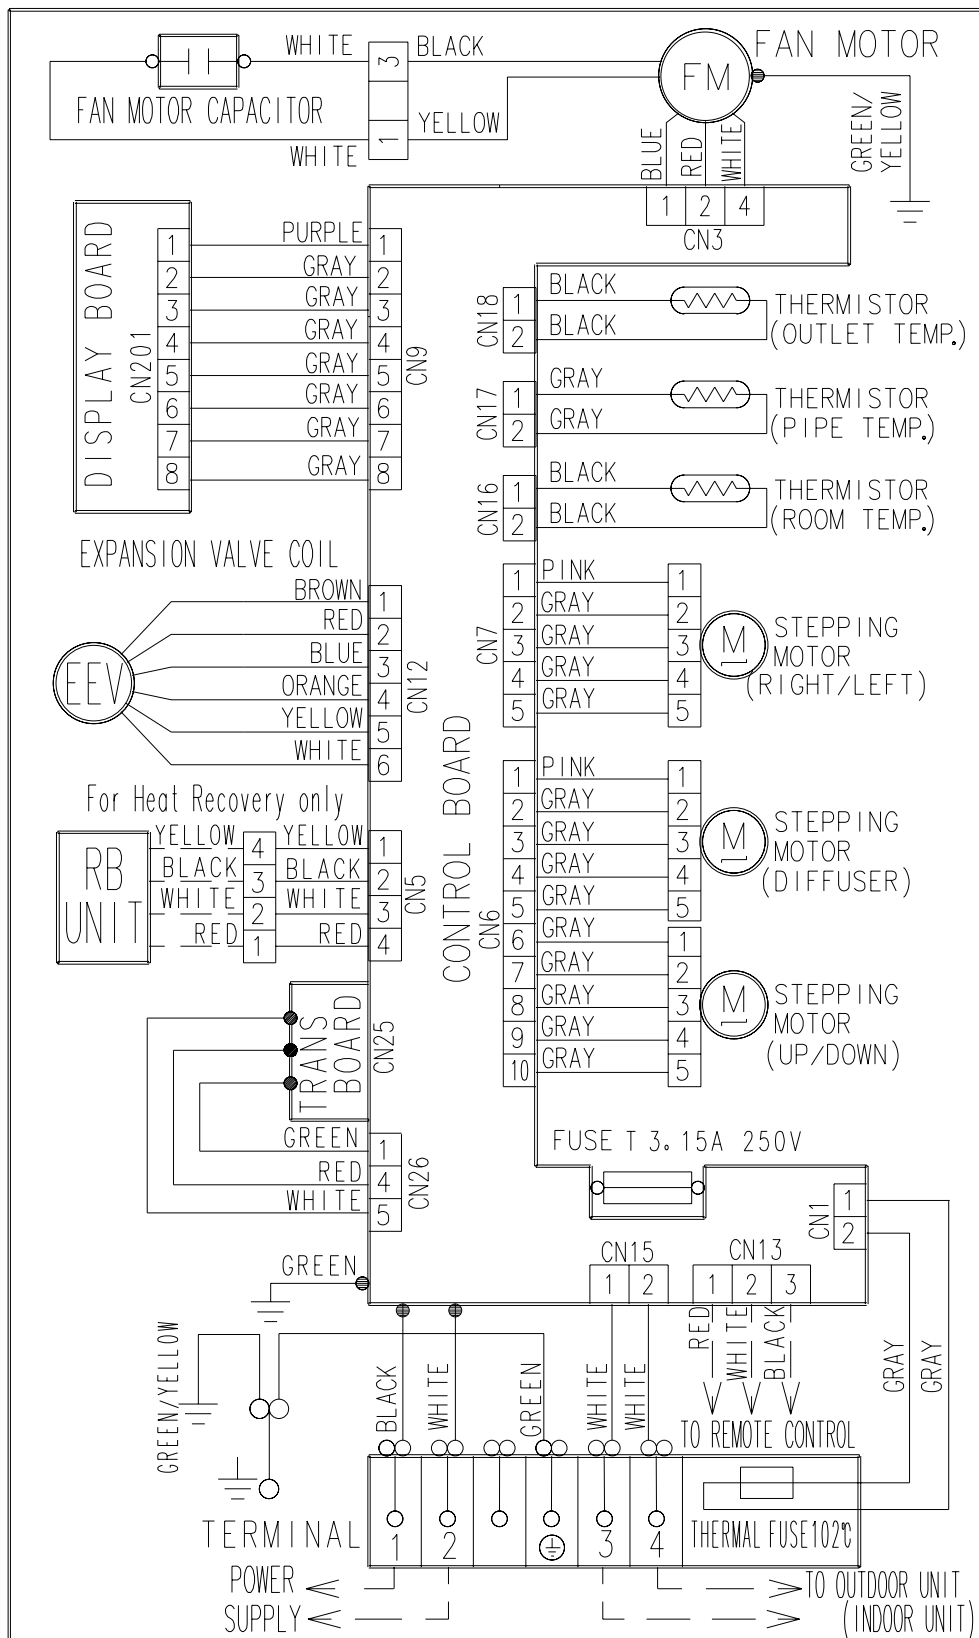 WHITE
3
BLACK
FAN MOTOR
FM
FAN MOTOR CAPACITOR
1
YELLOW
WHITE
BLUE
RED
WHITE
GREEN/
YELLOW
1 2 4
CN3
DISPLAY BOARD
CN201
1 PURPLE 1
2 GRAY 2
3 GRAY 3
4 GRAY 4
5 GRAY 5
6 GRAY 6
7 GRAY 7
8 GRAY 8
CN9
CN18
1 BLACK
2 BLACK
THERMISTOR
(OUTLET TEMP.)
CN17
1 GRAY
2 GRAY
THERMISTOR
(PIPE TEMP.)
CN16
1 BLACK
2 BLACK
THERMISTOR
(ROOM TEMP.)
EXPANSION VALVE COIL
EEV
BROWN 1
RED 2
BLUE 3
ORANGE 4
YELLOW 5
WHITE 6
CN12
CN7
1 PINK 1
2 GRAY 2
3 GRAY 3
4 GRAY 4
5 GRAY 5
M
STEPPING
MOTOR
(RIGHT/LEFT)
CONTROL BOARD
For Heat Recovery only
RB
UNIT
YELLOW 4 YELLOW 1
BLACK 3 BLACK 2
WHITE 2 WHITE 3
RED 1 RED 4
CN5
CN6
1 PINK 1
2 GRAY 2
3 GRAY 3
4 GRAY 4
5 GRAY 5
6 GRAY 1
7 GRAY 2
8 GRAY 3
9 GRAY 4
10 GRAY 5
M
STEPPING
MOTOR
(DIFFUSER)
M
STEPPING
MOTOR
(UP/DOWN)
TRANS
BOARD
CN25
GREEN 1
RED 4
WHITE 5
CN26
FUSE T 3.15A 250V
CN1
1
2
GREEN
CN15
1 2
CN13
1 2 3
RED
WHITE
BLACK
GRAY
GRAY
GREEN/YELLOW
BLACK
WHITE
GREEN
WHITE
WHITE
TO REMOTE CONTROL
TERMINAL
1 2 3 4
THERMAL FUSE 102℃
POWER
SUPPLY
TO OUTDOOR UNIT
(INDOOR UNIT)